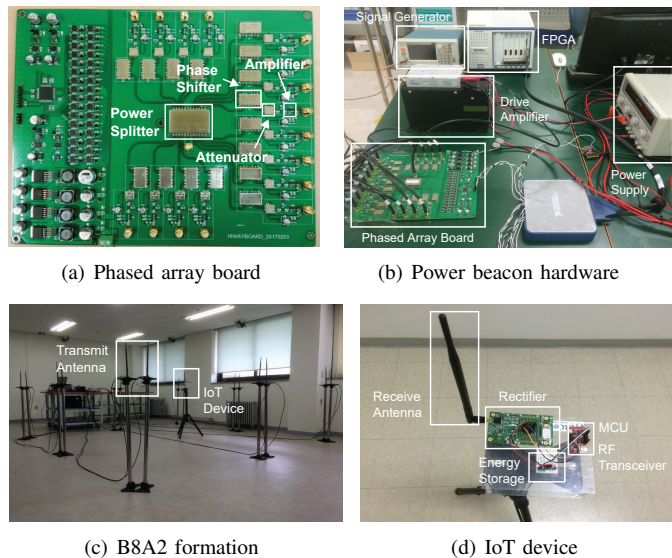 Phase
Shifter
Amplifier
Power
Splitter
Attenuator
16WAYBOARD_20170203
(a) Phased array board
Signal Generator
FPGA
Drive
Amplifier
Power
Supply
Phased Array Board
(b) Power beacon hardware
Transmit
Antenna
IoT
Device
(c) B8A2 formation
Receive
Antenna
Rectifier
MCU
RF
Transceiver
Energy
Storage
(d) IoT device